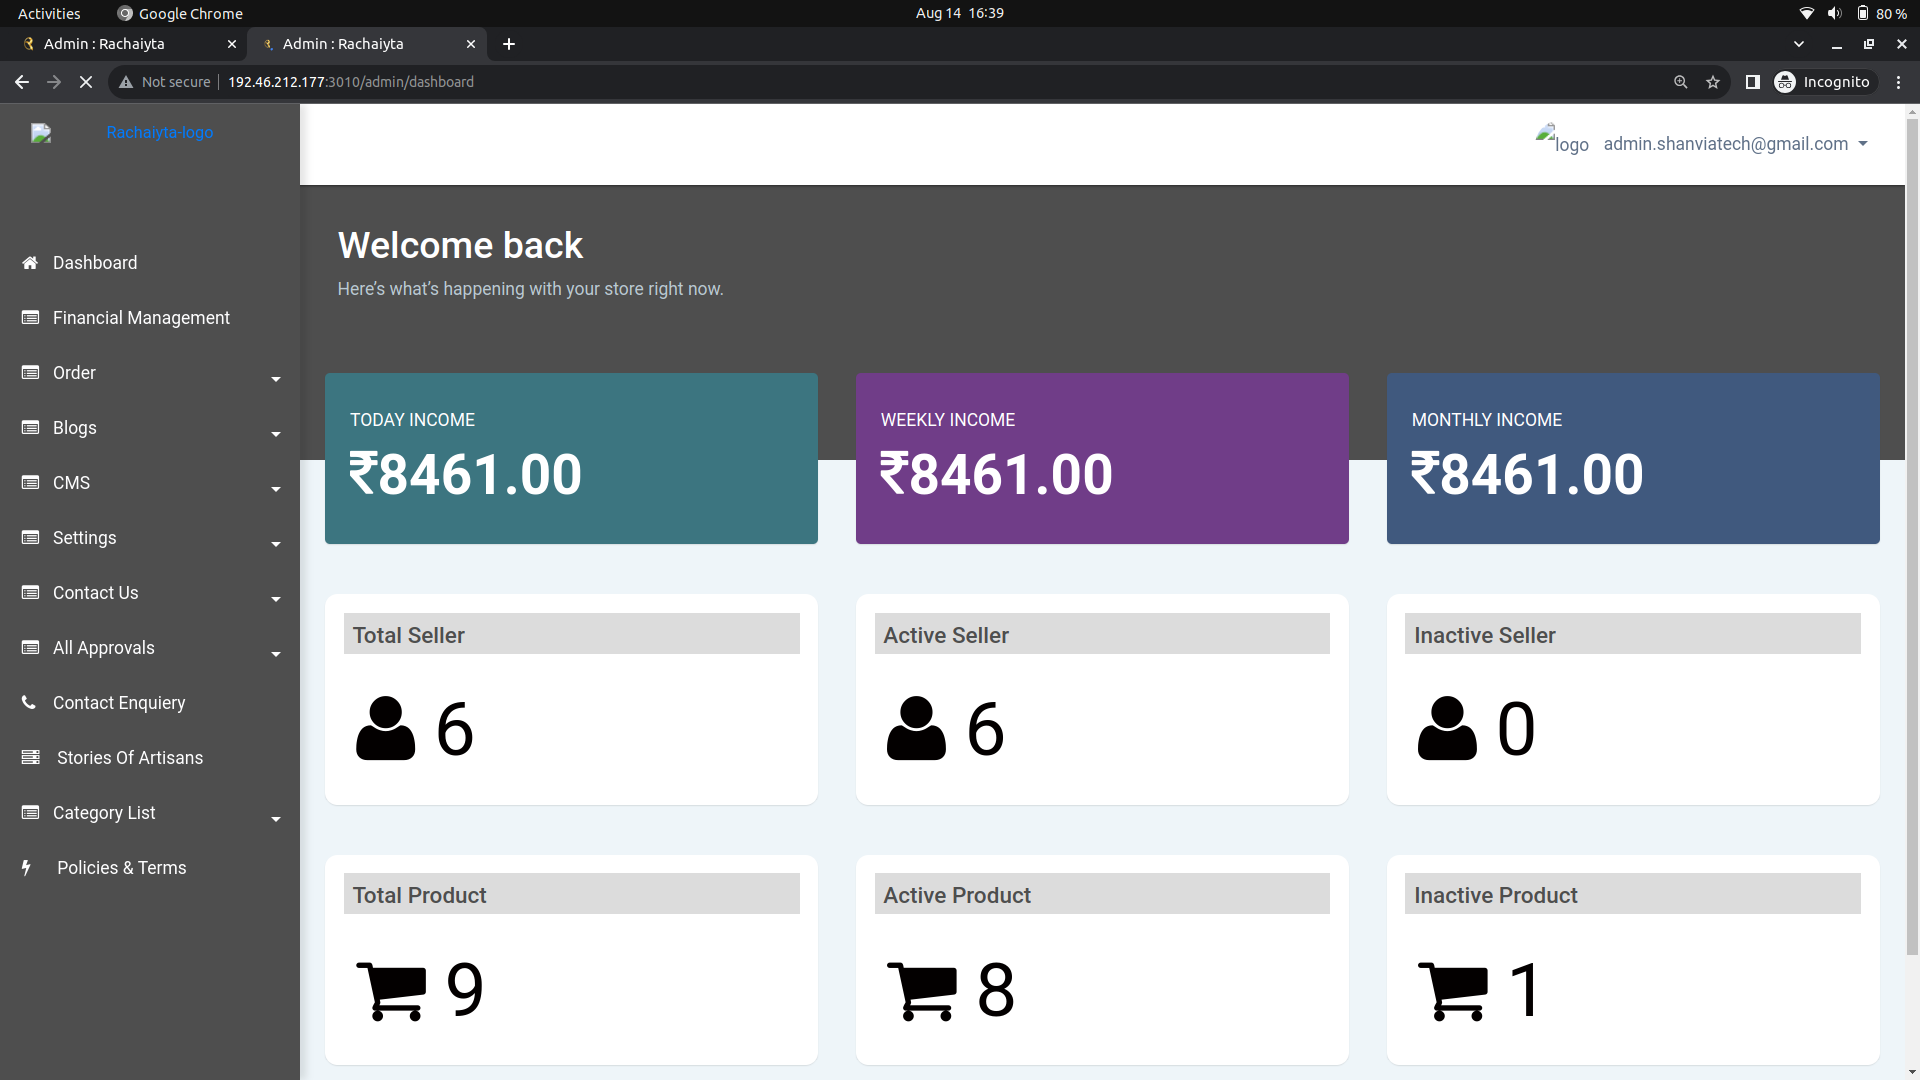 Activities
Google Chrome
Aug 14 16:39
80 %
Admin : Rachaiyta
Admin : Rachaiyta
Not secure
192.46.212.177:3010/admin/dashboard
Incognito
Rachaiyta-logo
logo
admin.shanviatech@gmail.com
Welcome back
Here’s what’s happening with your store right now.
Dashboard
Financial Management
Order
Blogs
CMS
Settings
Contact Us
All Approvals
Contact Enquiery
Stories Of Artisans
Category List
Policies & Terms
TODAY INCOME
₹8461.00
WEEKLY INCOME
₹8461.00
MONTHLY INCOME
₹8461.00
Total Seller
6
Active Seller
6
Inactive Seller
0
Total Product
9
Active Product
8
Inactive Product
1